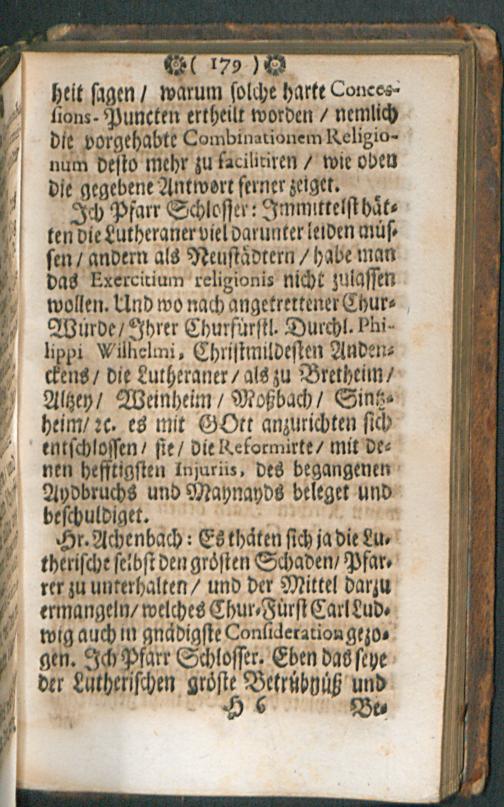 ( 179 )
heit sagen / warum solche harte Conces-
sions-Puncten ertheilt worden / nemlich
die vorgehabte Combinationem Religio-
num desto mehr zu facilitiren / wie oben
die gegebene Antwort ferner zeiget.
Ich Pfarr Schlosser: Immittelst hät-
ten die Lutheraner viel darunter leiden müs-
sen / andern als Neustädtern / habe man
das Exercitium religionis nicht zulassen
wollen. Und wo nach angetrettener Chur-
Würde / Ihrer Churfürstl. Durchl. Phi-
lippi Wilhelmi, Christmildesten Anden-
ckens / die Lutheraner / als zu Bretheim /
Altzey / Weinheim / Moßbach / Sintz-
heim / ꝛc. es mit GOtt anzurichten sich
entschlossen / sie / die Reformirte / mit de-
nen hefftigsten Injuriis, des begangenen
Aydbruchs und Maynayds beleget und
beschuldiget.
Hr. Achenbach: Es thäten sich ja die Lu-
therische selbst den grösten Schaden / Pfar-
rer zu unterhalten / und der Mittel darzu
ermangeln / welches Chur-Fürst Carl Lud-
wig auch in gnädigste Consideration gezo-
gen. Ich Pfarr Schlosser. Eben das seye
der Lutherischen gröste Betrübnüß und
H 6 Be-